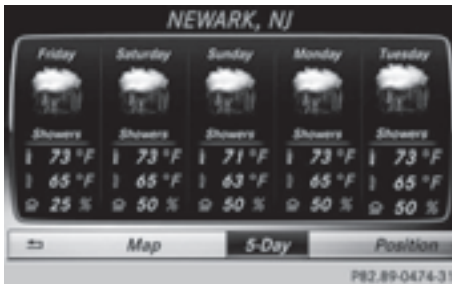 NEWARK, NJ
Friday Saturday Sunday Monday Tuesday
Showers Showers Showers Showers Showers
73 °F 73 °F 71 °F 73 °F 73 °F
65 °F 65 °F 63 °F 65 °F 65 °F
25 % 50 % 50 % 50 % 50 %
Map 5-Day Position
P82.89-0474-31